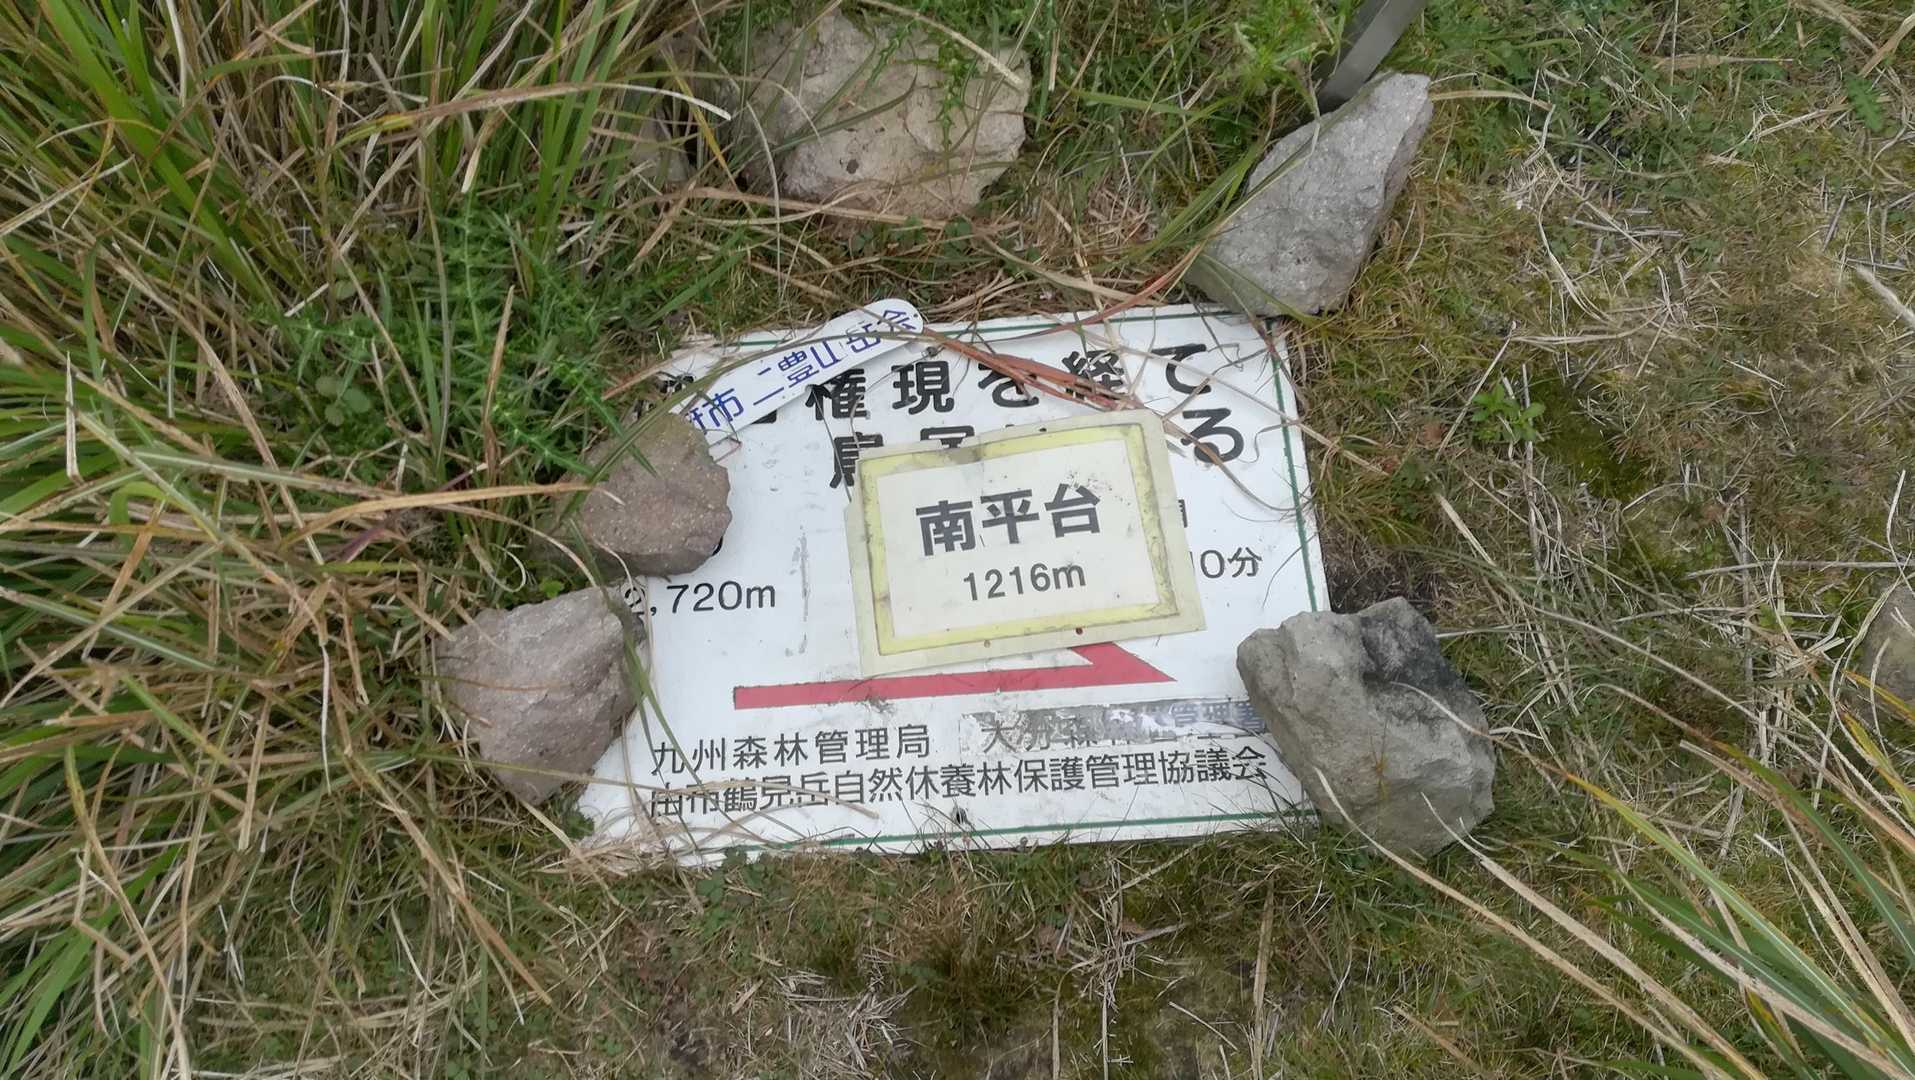 市二豊山岳会
権現を経て
る
南平台
1216m
,720m
0分
九州森林管理局 大分森林管理署
市鶴見岳自然休養林保護管理協議会